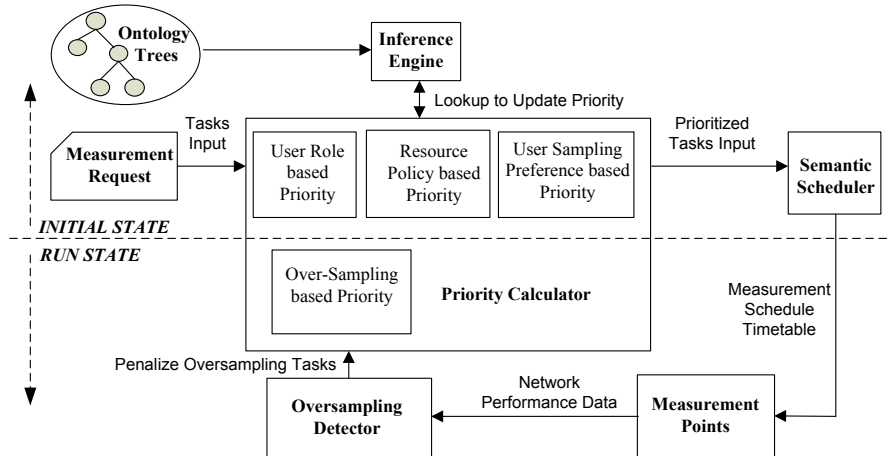 Ontology
Trees
Inference
Engine
Lookup to Update Priority
Tasks
Input
Prioritized
Tasks Input
Measurement
Request
User Role
based
Priority
Resource
Policy based
Priority
User Sampling
Preference based
Priority
Semantic
Scheduler
INITIAL STATE
RUN STATE
Over-Sampling
based Priority
Priority Calculator
Measurement
Schedule
Timetable
Penalize Oversampling Tasks
Oversampling
Detector
Network
Performance Data
Measurement
Points